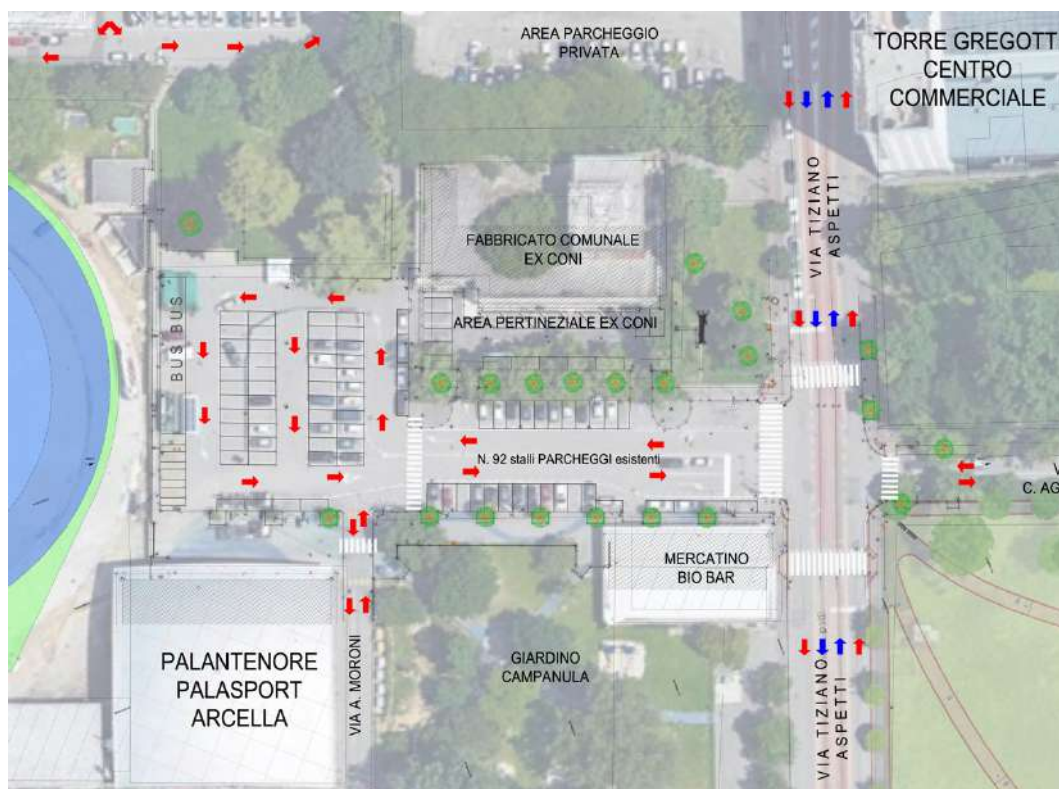 AREA PARCHEGGIO
PRIVATA
TORRE GREGOTT
CENTRO
COMMERCIALE
VIA TIZIANO
ASPETTI
FABBRICATO COMUNALE
EX CONI
AREA PERTINEZIALE EX CONI
BUS BUS
N. 92 stalli PARCHEGGI esistenti
V
C. AG
MERCATINO
BIO BAR
PALANTENORE
PALASPORT
ARCELLA
VIA A. MORONI
GIARDINO
CAMPANULA
VIA TIZIANO
ASPETTI